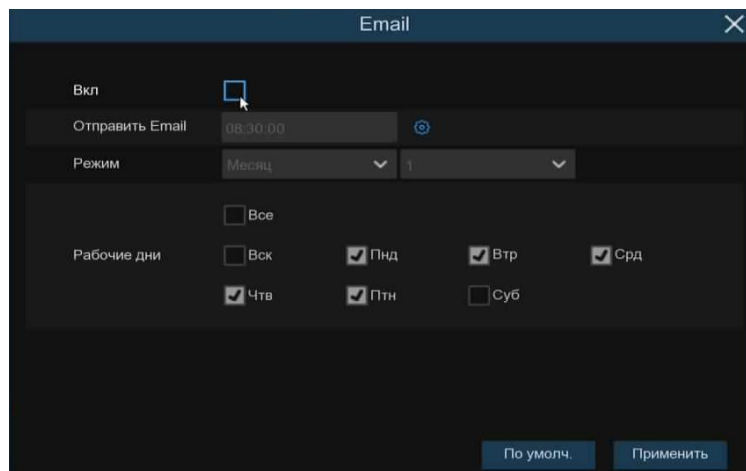 Email
Вкл
Отправить Email 08:30:00
Режим Месяц 1
Все
Рабочие дни Вск Пнд Втр Срд
Чтв Птн Суб
По умолч. Применить